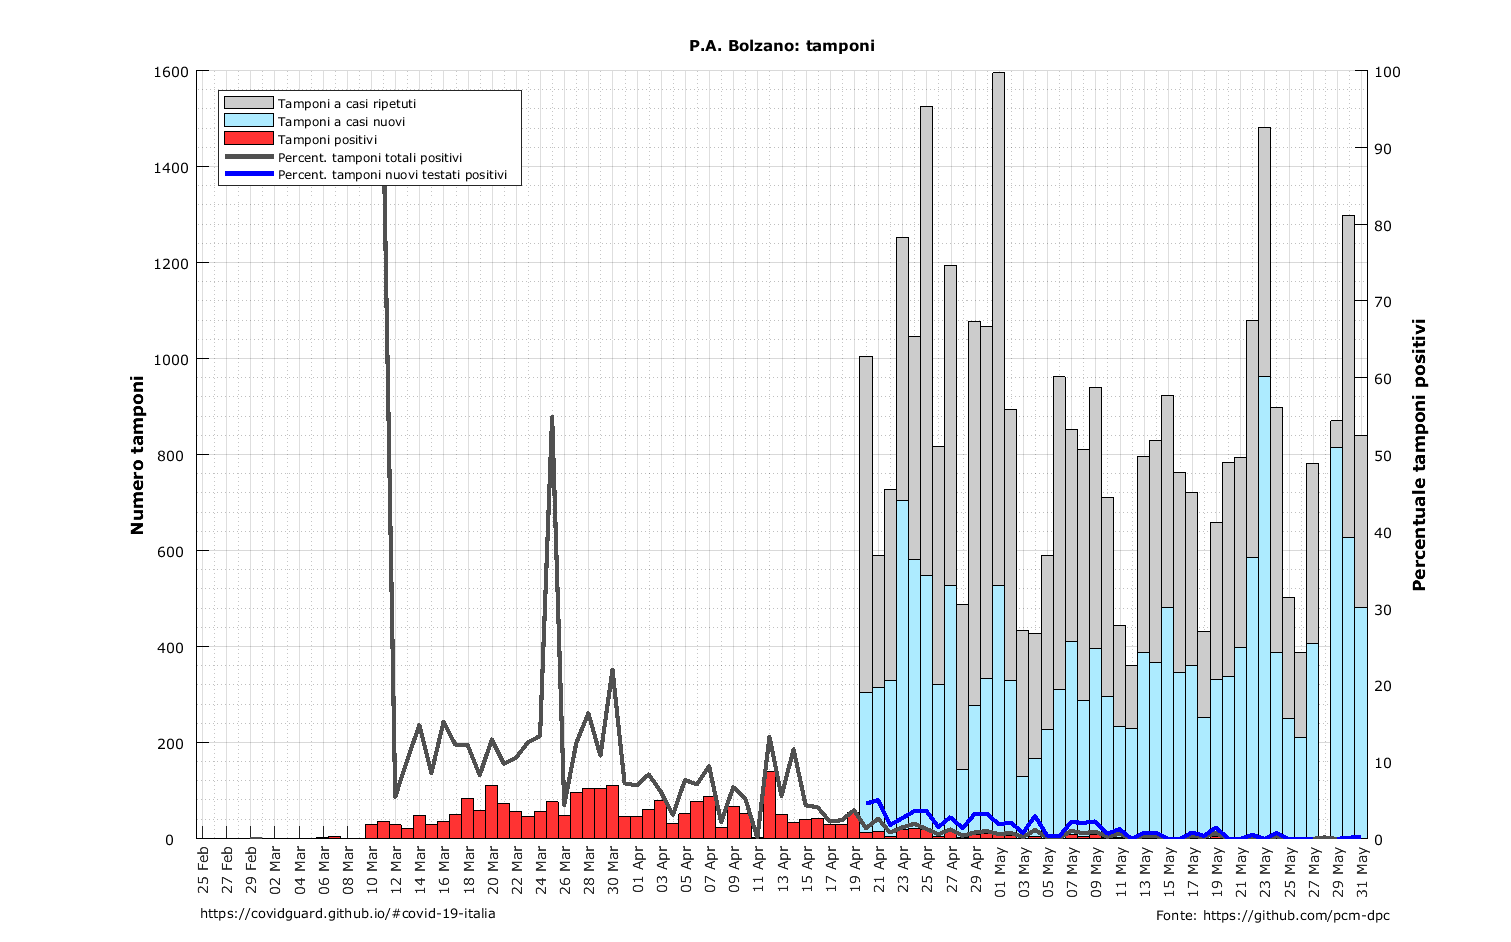 P.A. Bolzano: tamponi
Tamponi a casi ripetuti
Tamponi a casi nuovi
Tamponi positivi
Percent. tamponi totali positivi
Percent. tamponi nuovi testati positivi
Numero tamponi
1600
1400
1200
1000
800
600
400
200
0
Percentuale tamponi positivi
100
90
80
70
60
50
40
30
20
10
0
25 Feb
27 Feb
29 Feb
02 Mar
04 Mar
06 Mar
08 Mar
10 Mar
12 Mar
14 Mar
16 Mar
18 Mar
20 Mar
22 Mar
24 Mar
26 Mar
28 Mar
30 Mar
01 Apr
03 Apr
05 Apr
07 Apr
09 Apr
11 Apr
13 Apr
15 Apr
17 Apr
19 Apr
21 Apr
23 Apr
25 Apr
27 Apr
29 Apr
01 May
03 May
05 May
07 May
09 May
11 May
13 May
15 May
17 May
19 May
21 May
23 May
25 May
27 May
29 May
31 May
https://covidguard.github.io/#covid-19-italia
Fonte: https://github.com/pcm-dpc